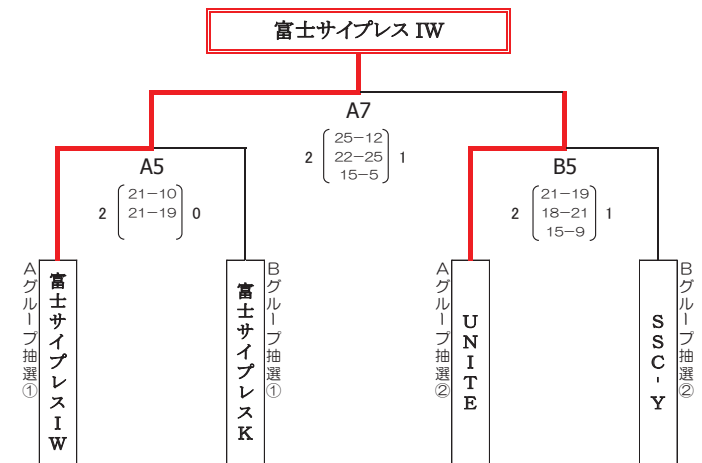 富士サイプレス IW
A7
2 25-12 1
22-25
15-5
A5
2 21-10 0
21-19
B5
2 21-19 1
18-21
15-9
Aグループ抽選①
富士サイプレスIW
富士サイプレスK
Bグループ抽選①
Aグループ抽選②
UNITE
SSC-Y
Bグループ抽選②